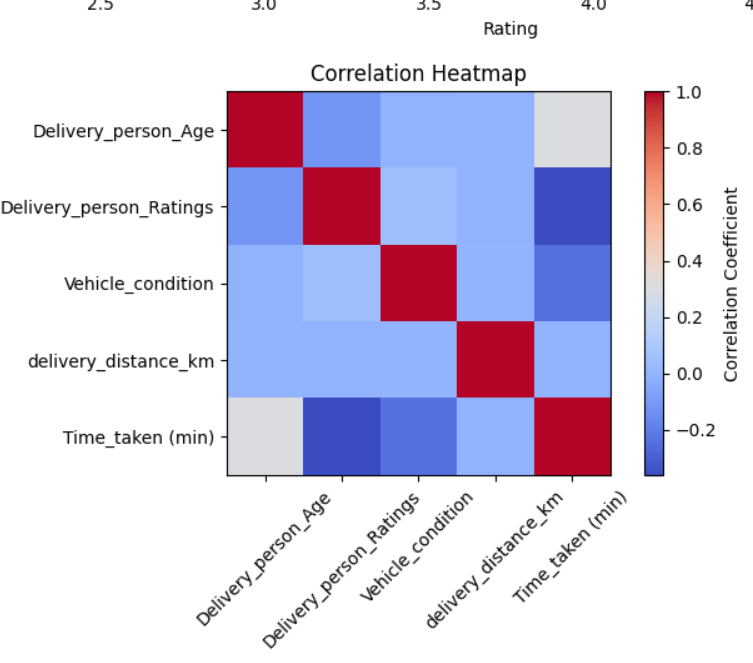 2.5 3.0 3.5 4.0
Rating
Correlation Heatmap
Delivery_person_Age
Delivery_person_Ratings
Vehicle_condition
delivery_distance_km
Time_taken (min)
Delivery_person_Age
Delivery_person_Ratings
Vehicle_condition
delivery_distance_km
Time_taken (min)
1.0
0.8
0.6
0.4
0.2
0.0
−0.2
Correlation Coefficient